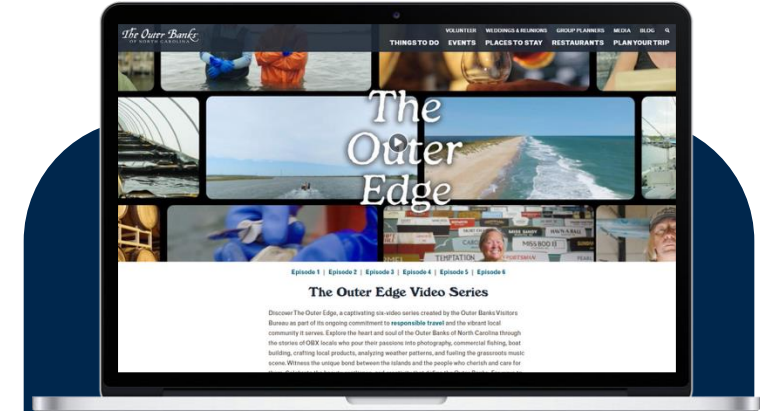 The Outer Banks
OF NORTH CAROLINA
VOLUNTEER WEDDINGS & REUNIONS GROUP PLANNERS MEDIA BLOG
THINGS TO DO EVENTS PLACES TO STAY RESTAURANTS PLAN YOUR TRIP
The
Outer
Edge
MISS BOO II
TEMPTATION
Episode 1 | Episode 2 | Episode 3 | Episode 4 | Episode 5 | Episode 6
The Outer Edge Video Series
Discover The Outer Edge, a captivating six-video series created by the Outer Banks Visitors
Bureau as part of its ongoing commitment to responsible travel and the vibrant local
community it serves. Explore the heart and soul of the Outer Banks of North Carolina through
the stories of OBX locals who pour their passions into photography, commercial fishing, boat
building, crafting local products, analyzing weather patterns, and fueling the grassroots music
scene. Witness the unique bond between the islands and the people who cherish and care for